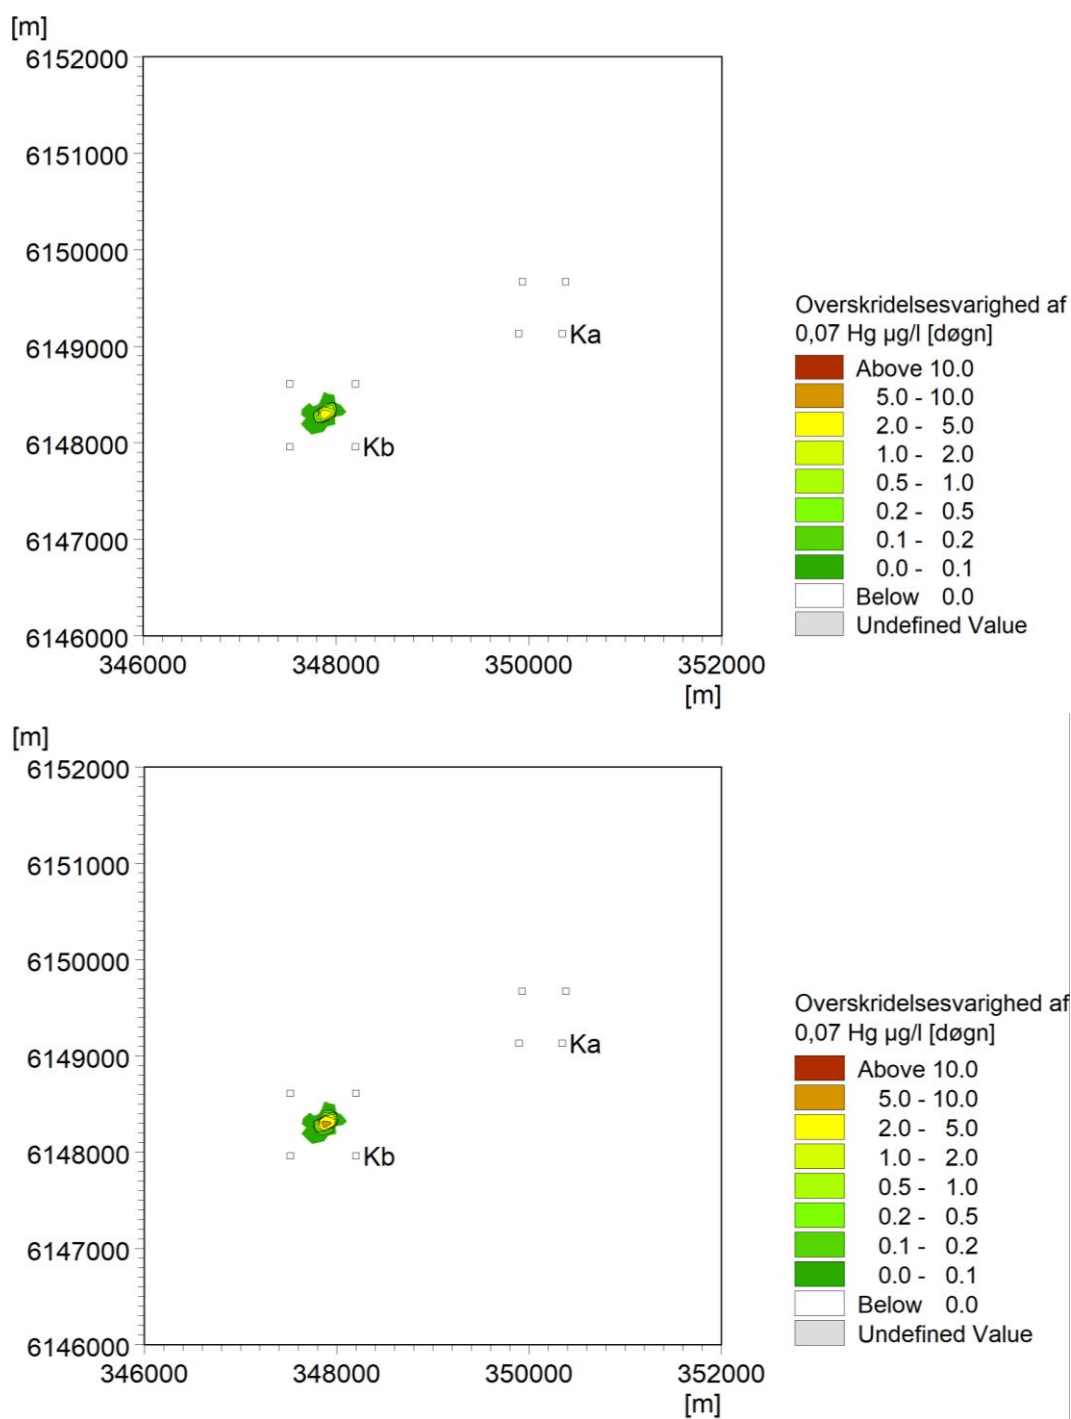 [m]
6152000
6151000
6150000
6149000
6148000
6147000
6146000
346000 348000 350000 352000
[m]
Ka
Kb
Overskridelsesvarighed af
0,07 Hg µg/l [døgn]
Above 10.0
5.0 - 10.0
2.0 - 5.0
1.0 - 2.0
0.5 - 1.0
0.2 - 0.5
0.1 - 0.2
0.0 - 0.1
Below 0.0
Undefined Value
[m]
6152000
6151000
6150000
6149000
6148000
6147000
6146000
346000 348000 350000 352000
[m]
Ka
Kb
Overskridelsesvarighed af
0,07 Hg µg/l [døgn]
Above 10.0
5.0 - 10.0
2.0 - 5.0
1.0 - 2.0
0.5 - 1.0
0.2 - 0.5
0.1 - 0.2
0.0 - 0.1
Below 0.0
Undefined Value